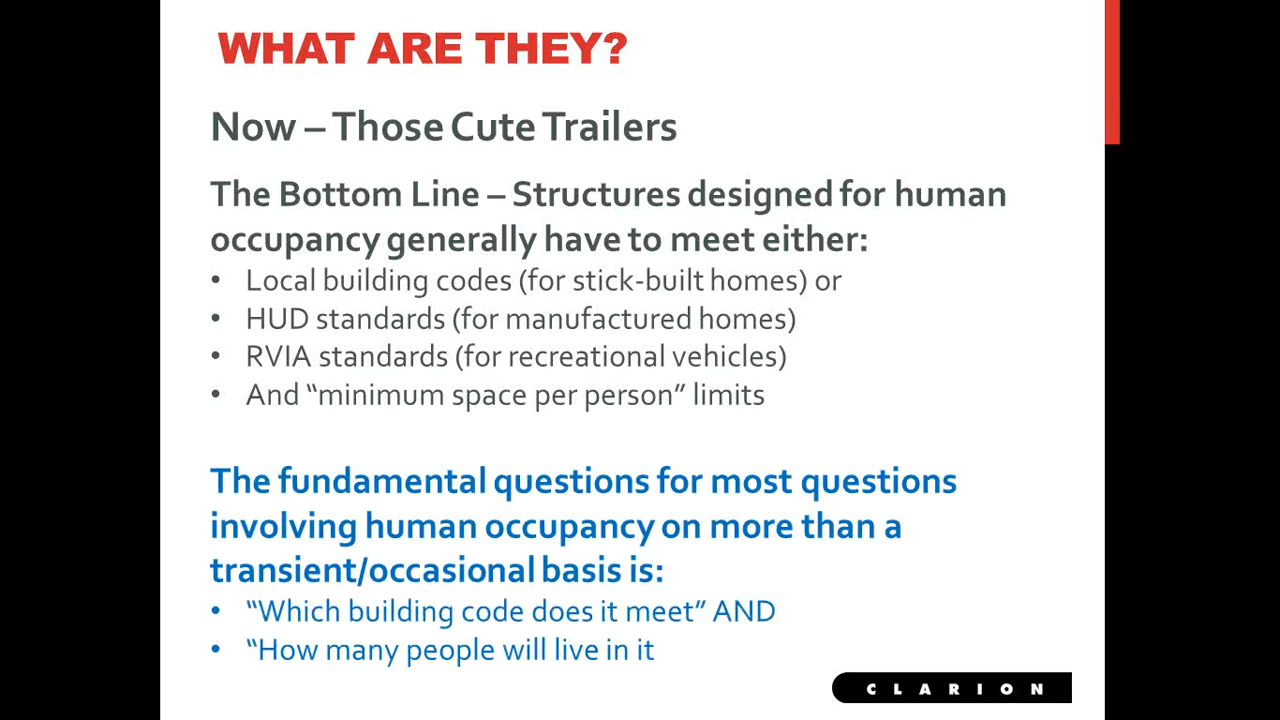 WHAT ARE THEY?
Now – Those Cute Trailers
The Bottom Line – Structures designed for human
occupancy generally have to meet either:
• Local building codes (for stick-built homes) or
• HUD standards (for manufactured homes)
• RVIA standards (for recreational vehicles)
• And “minimum space per person” limits
The fundamental questions for most questions
involving human occupancy on more than a
transient/occasional basis is:
• “Which building code does it meet” AND
• “How many people will live in it
CLARION